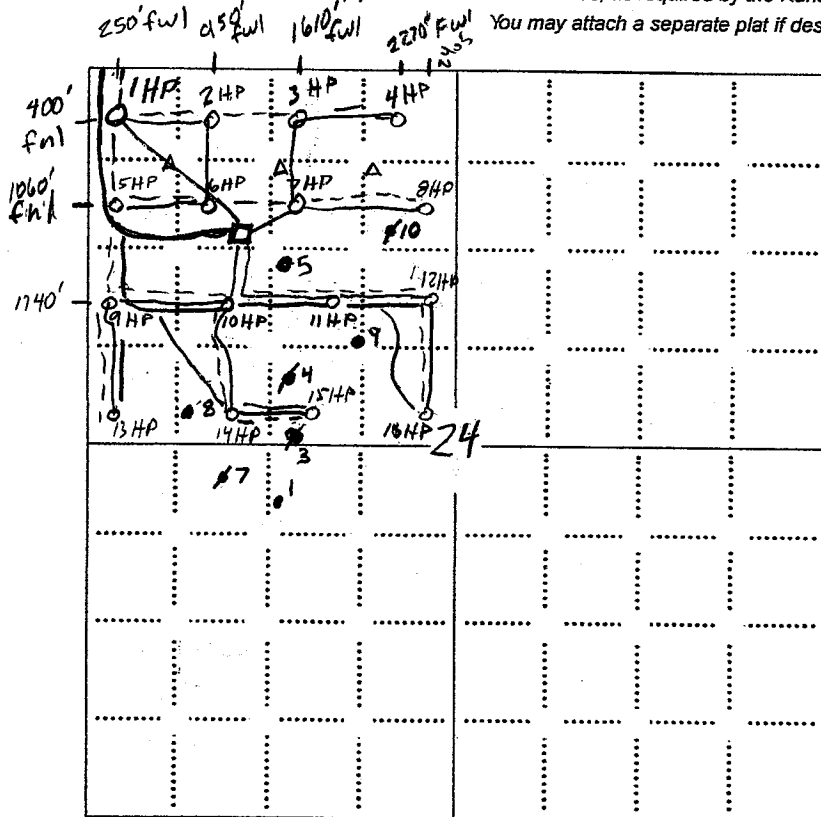 You may attach a separate plat if des
250' fwl 950' fwl 1610' fwl 2270' Fwl
2405
400' fnl
1HP 2HP 3HP 4HP
1060' fnl
5HP 6HP 7HP 8HP
10
5
1740'
9HP 10HP 11HP 12HP
9
4
8
13HP 14HP 15HP 16HP
24
3
7
1